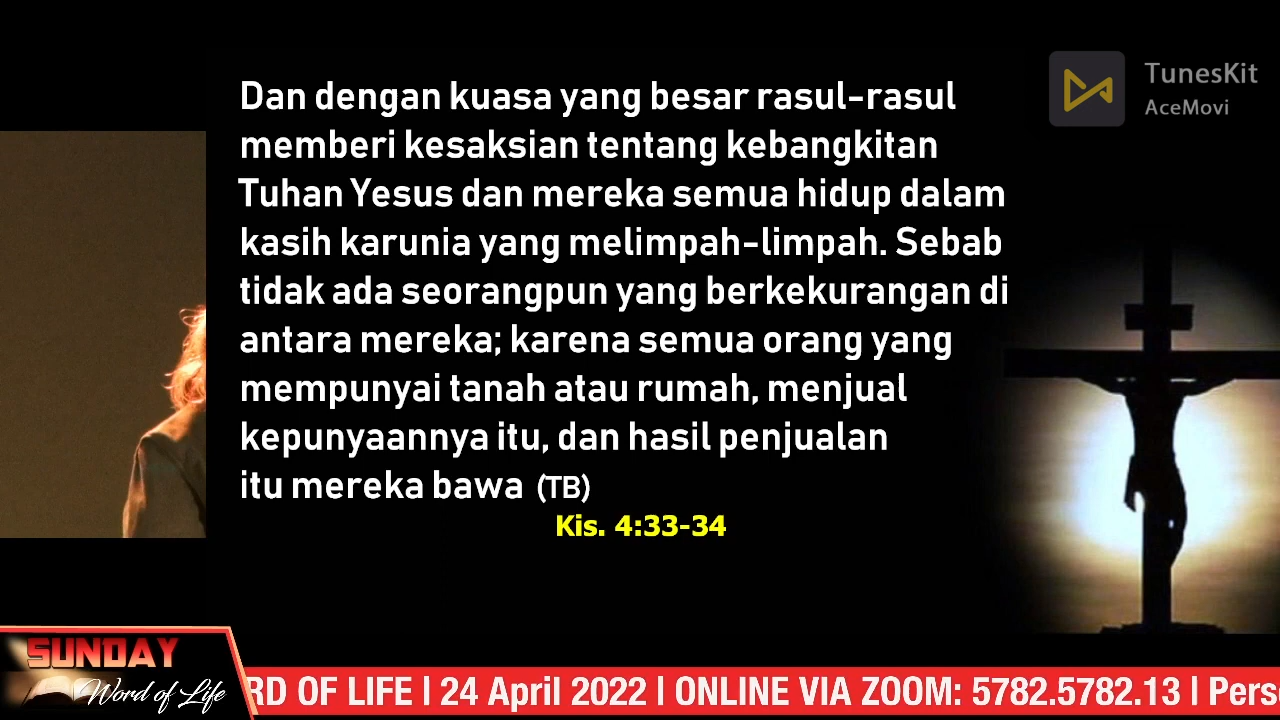 TunesKit
AceMovi
Dan dengan kuasa yang besar rasul-rasul
memberi kesaksian tentang kebangkitan
Tuhan Yesus dan mereka semua hidup dalam
kasih karunia yang melimpah-limpah. Sebab
tidak ada seorangpun yang berkekurangan di
antara mereka; karena semua orang yang
mempunyai tanah atau rumah, menjual
kepunyaannya itu, dan hasil penjualan
itu mereka bawa (TB)
Kis. 4:33-34
SUNDAY
Word of Life
RD OF LIFE | 24 April 2022 | ONLINE VIA ZOOM: 5782.5782.13 | Pers